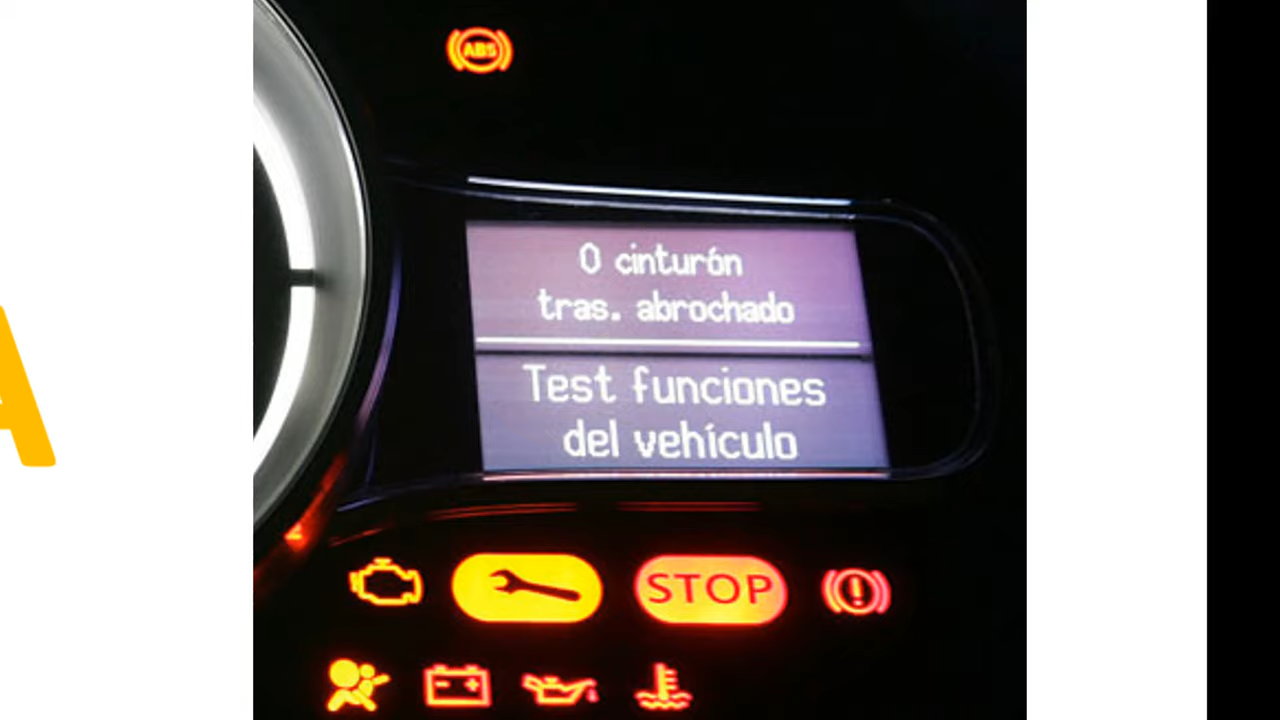 ABS
0 cinturón
tras. abrochado
Test funciones
del vehículo
STOP
A